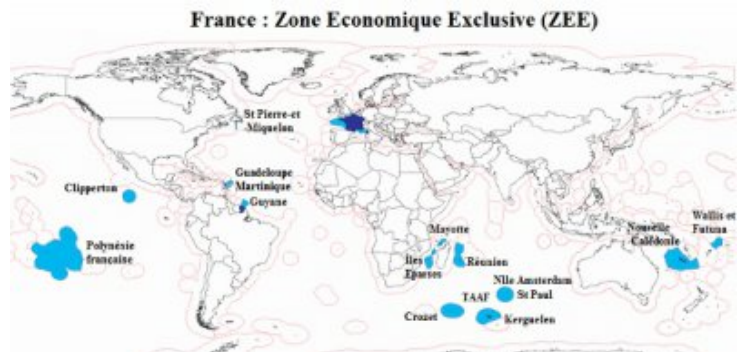 France : Zone Economique Exclusive (ZEE)
St Pierre-et
Miquelon
Guadeloupe
Martinique
Guyane
Clipperton
Polynésie
française
Mayotte
Iles
Eparses
Réunion
Nouvelle
Calédonie
Wallis et
Futuna
Nlle Amsterdam
St Paul
TAAF
Crozet
Kerguelen